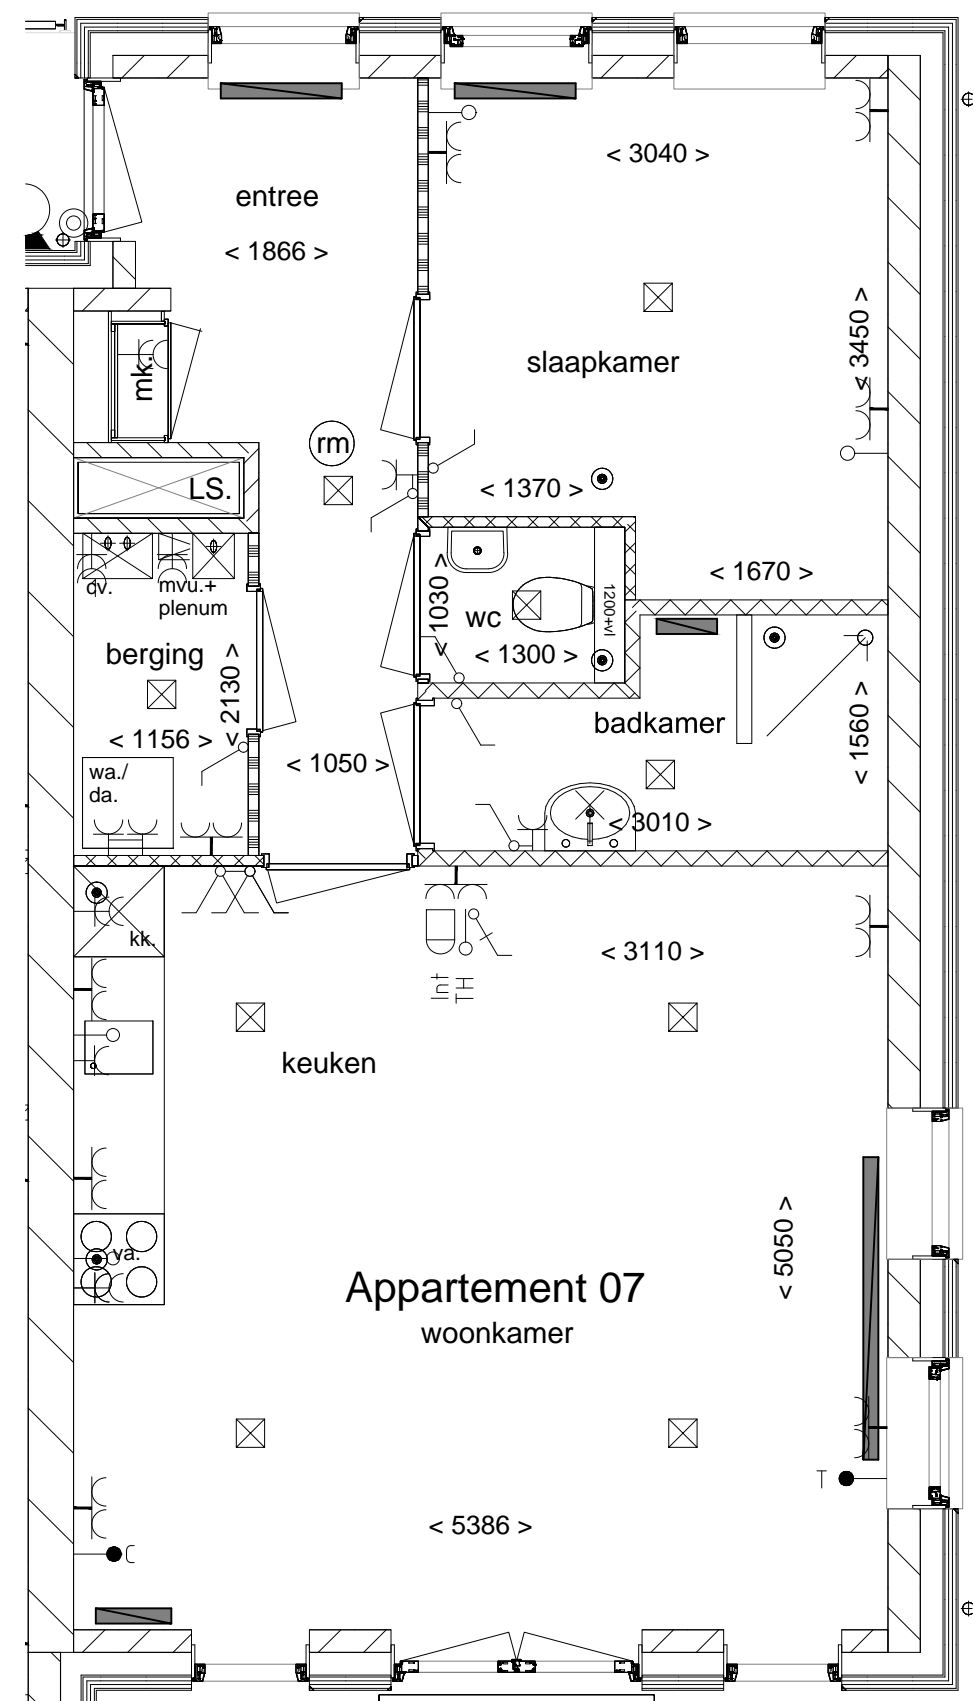 < 3040 >
entree
< 1866 >
< 3450 >
slaapkamer
mk.
rm
LS.
< 1370 >
< 1670 >
cv.
mvu.+
plenum
< 1030 >
wc
1200+vl
< 1300 >
berging
< 2130 >
badkamer
< 1560 >
< 1156 >
< 1050 >
wa./
da.
< 3010 >
kk.
< 3110 >
Int
TH
keuken
< 5050 >
va.
Appartement 07
woonkamer
T
< 5386 >
C